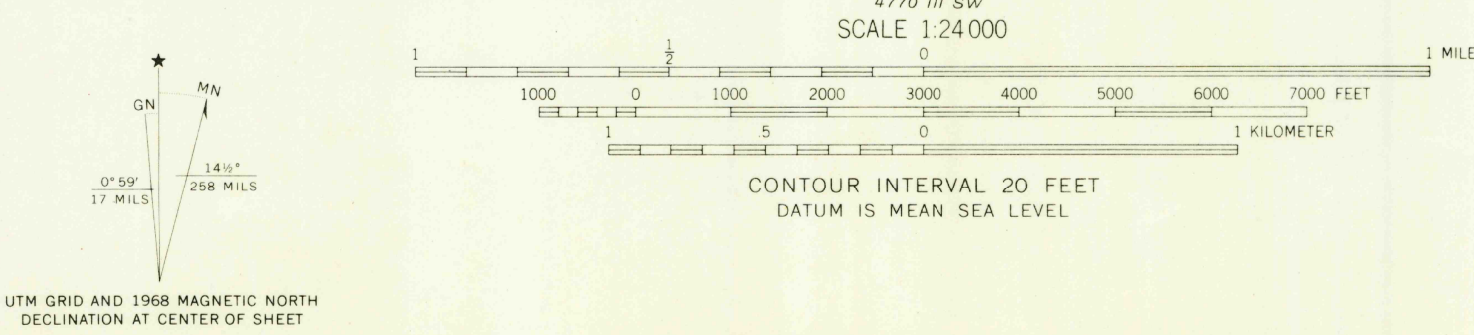 4770 III SW
SCALE 1:24 000
1 ½ 0 1 MILE
1000 0 1000 2000 3000 4000 5000 6000 7000 FEET
1 .5 0 1 KILOMETER
CONTOUR INTERVAL 20 FEET
DATUM IS MEAN SEA LEVEL
★
GN
MN
0° 59'
17 MILS
14½°
258 MILS
UTM GRID AND 1968 MAGNETIC NORTH
DECLINATION AT CENTER OF SHEET